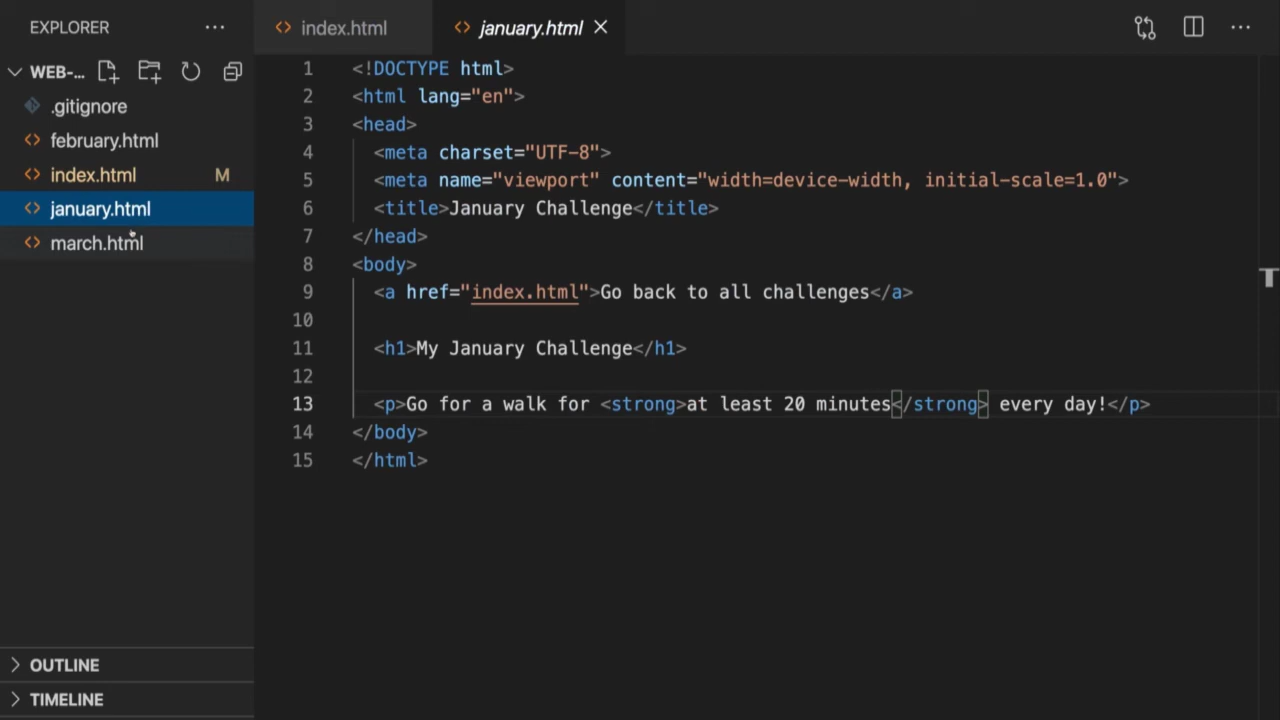 EXPLORER
WEB-...
.gitignore
february.html
index.html M
january.html
march.html
OUTLINE
TIMELINE
index.html
january.html
1 <!DOCTYPE html>
2 <html lang="en">
3 <head>
4 <meta charset="UTF-8">
5 <meta name="viewport" content="width=device-width, initial-scale=1.0">
6 <title>January Challenge</title>
7 </head>
8 <body>
9 <a href="index.html">Go back to all challenges</a>
10
11 <h1>My January Challenge</h1>
12
13 <p>Go for a walk for <strong>at least 20 minutes</strong> every day!</p>
14 </body>
15 </html>